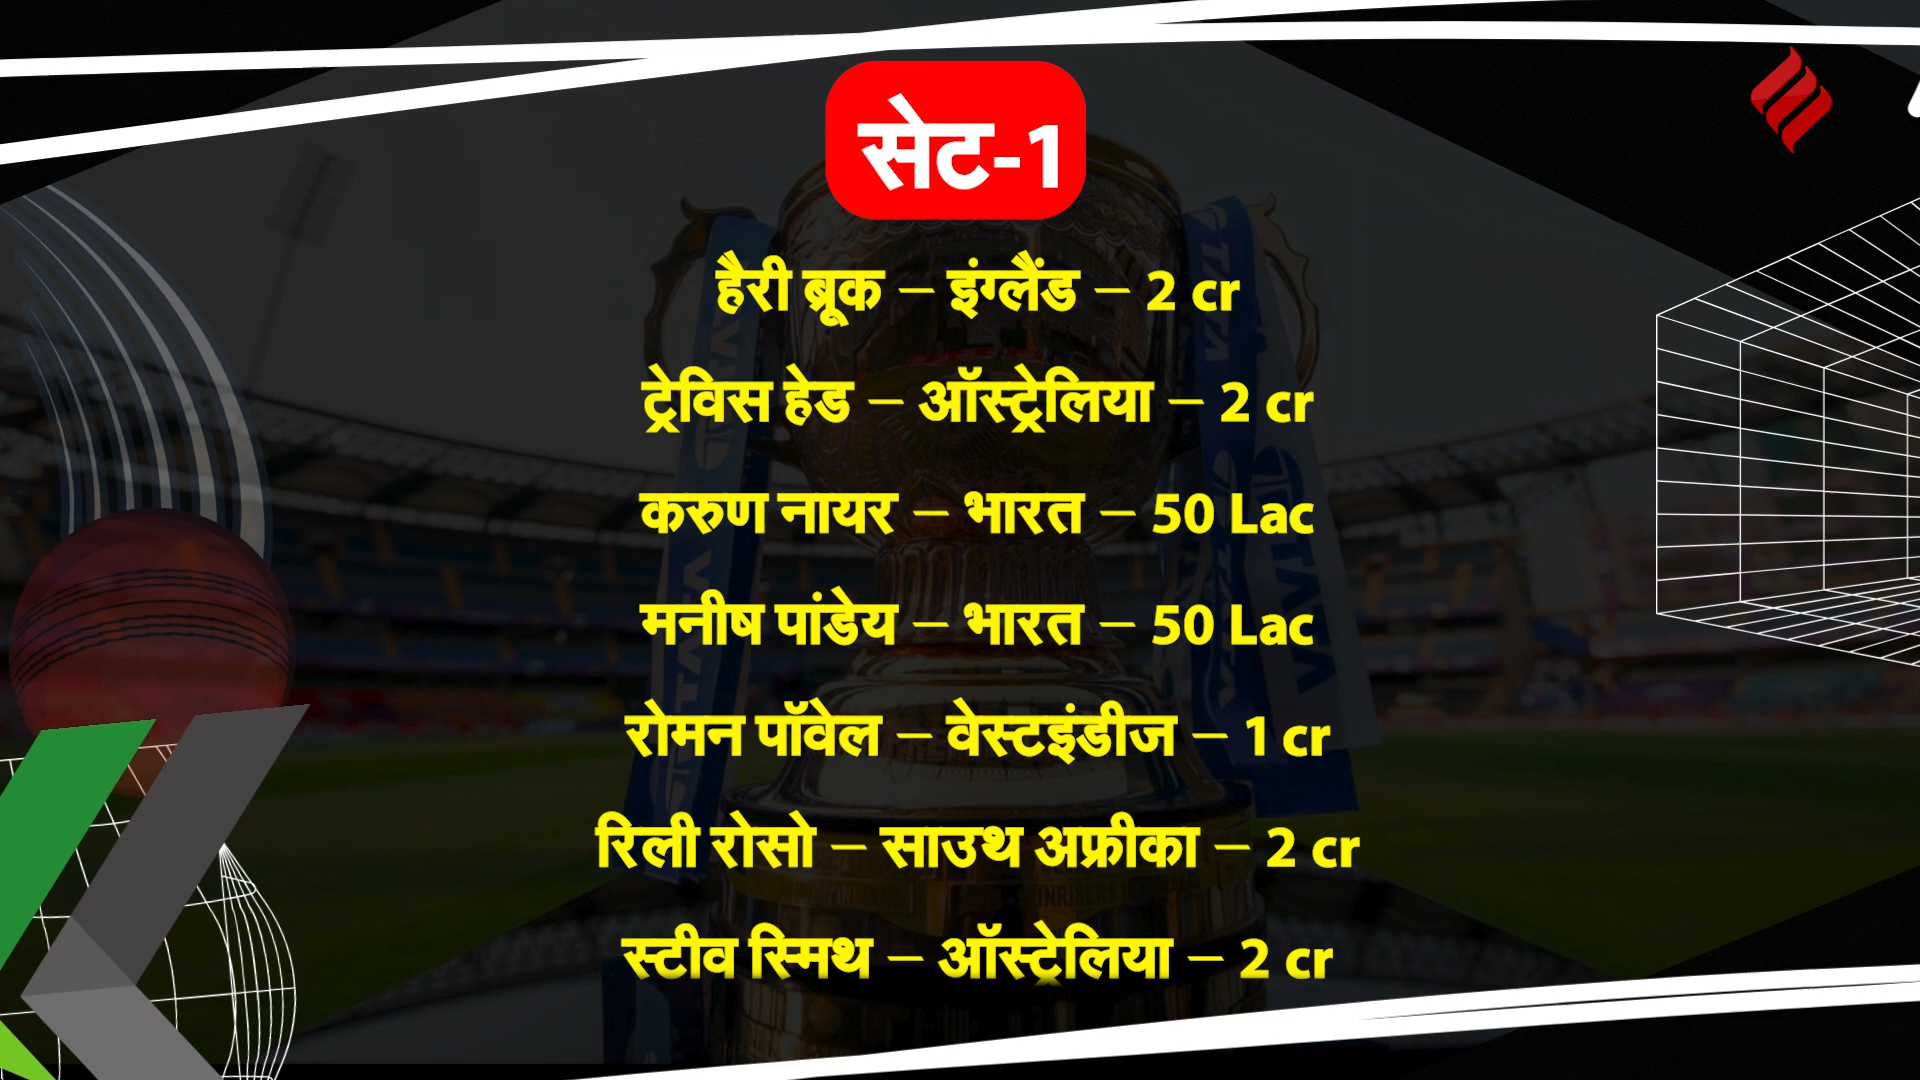 सेट-1
हैरी ब्रूक – इंग्लैंड – 2 cr
ट्रेविस हेड – ऑस्ट्रेलिया – 2 cr
करुण नायर – भारत – 50 Lac
मनीष पांडेय – भारत – 50 Lac
रोमन पॉवेल – वेस्टइंडीज – 1 cr
रिली रोसो – साउथ अफ्रीका – 2 cr
स्टीव स्मिथ – ऑस्ट्रेलिया – 2 cr